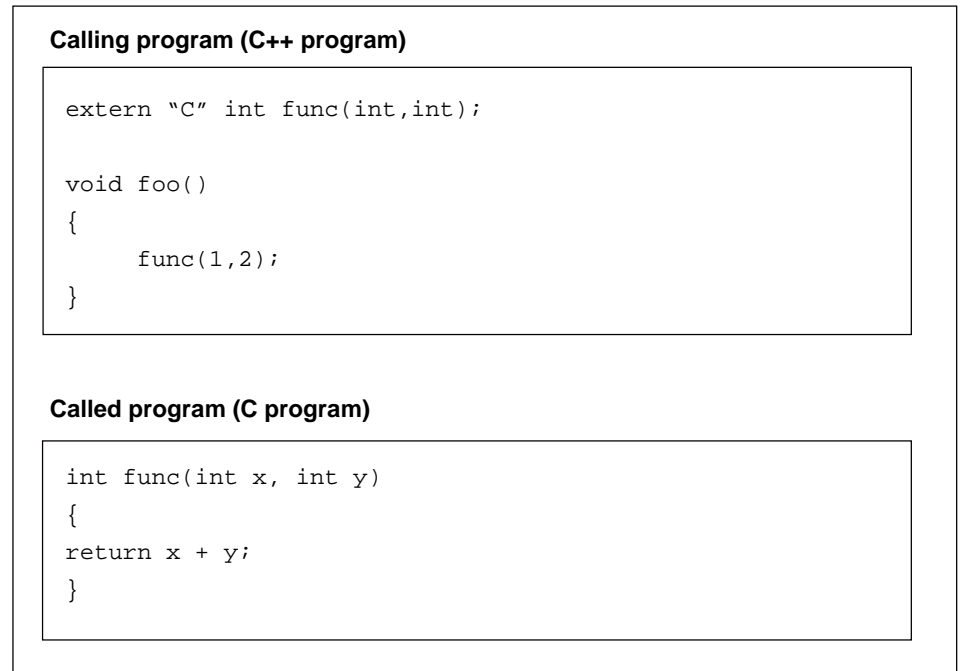 Calling program (C++ program)
extern “C” int func(int,int);
void foo()
{
func(1,2);
}
Called program (C program)
int func(int x, int y)
{
return x + y;
}